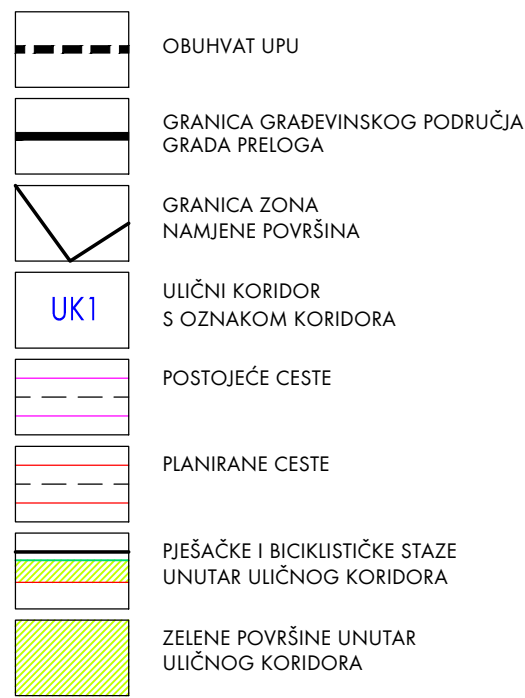 OBUHVAT UPU
GRANICA GRAĐEVINSKOG PODRUČJA
GRADA PRELOGA
GRANICA ZONA
NAMJENE POVRŠINA
UK1
ULIČNI KORIDOR
S OZNAKOM KORIDORA
POSTOJEĆE CESTE
PLANIRANE CESTE
PJEŠAČKE I BICIKLISTIČKE STAZE
UNUTAR ULIČNOG KORIDORA
ZELENE POVRŠINE UNUTAR
ULIČNOG KORIDORA